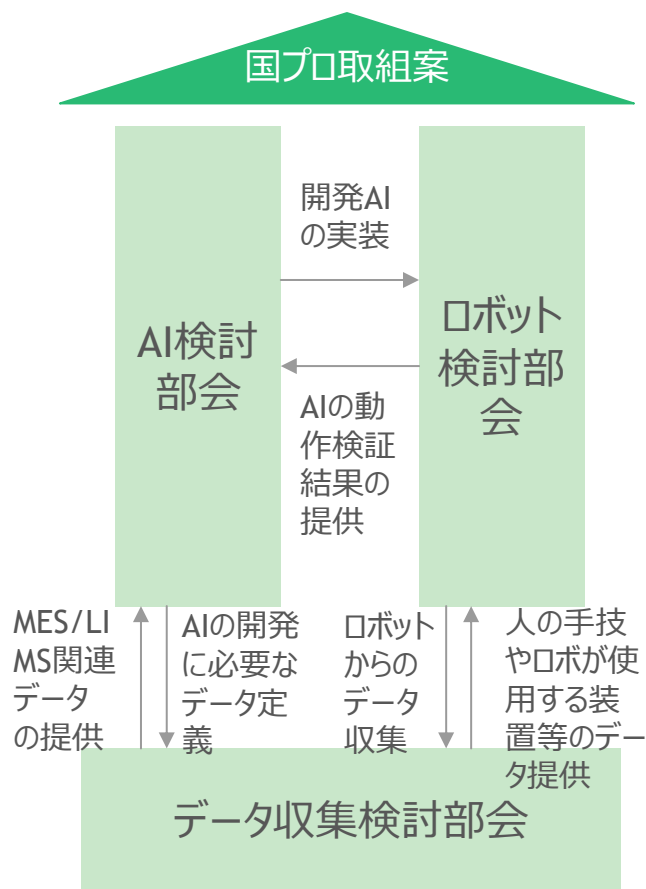 国プロ取組案
開発AI
の実装
AI検討
部会
ロボット
検討部
会
AIの動
作検証
結果の
提供
MES/LI
MS関連
データ
の提供
AIの開発
に必要な
データ定
義
ロボット
からの
データ
収集
人の手技
やロボが使
用する装
置等のデー
タ提供
データ収集検討部会